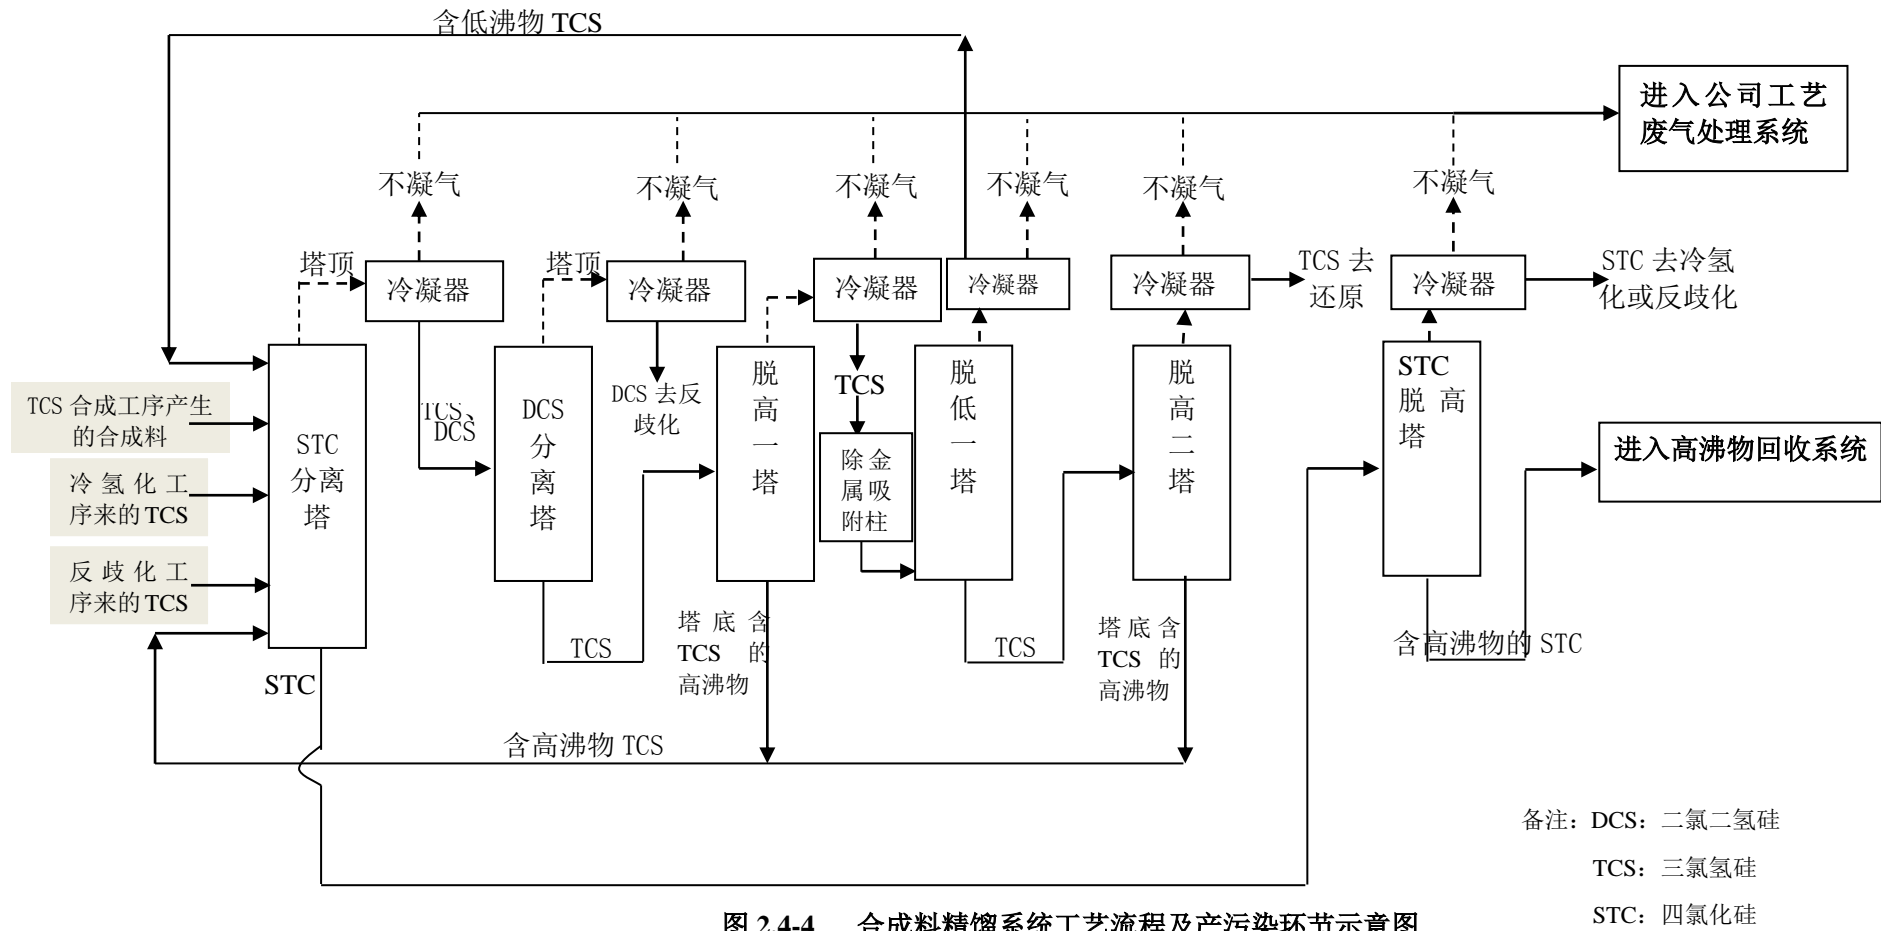 含低沸物 TCS
进入公司工艺
废气处理系统
不凝气
不凝气
不凝气
不凝气
不凝气
不凝气
塔顶
冷凝器
塔顶
冷凝器
冷凝器
冷凝器
冷凝器
TCS 去
还原
冷凝器
STC 去冷氢
化或反歧化
TCS 合成工序产生
的合成料
冷氢化工
序来的 TCS
反歧化工
序来的 TCS
STC
分离
塔
TCS、
DCS
DCS
分
离
塔
DCS 去反
歧化
脱
高
一
塔
TCS
除金
属吸
附柱
脱
低
一
塔
脱
高
二
塔
STC
脱高
塔
进入高沸物回收系统
STC
TCS
塔底含
TCS 的
高沸物
TCS
塔底含
TCS 的
高沸物
含高沸物的 STC
含高沸物 TCS
备注：DCS：二氯二氢硅
TCS：三氯氢硅
STC：四氯化硅
图 2.4-4 合成料精馏系统工艺流程及产污染环节示意图